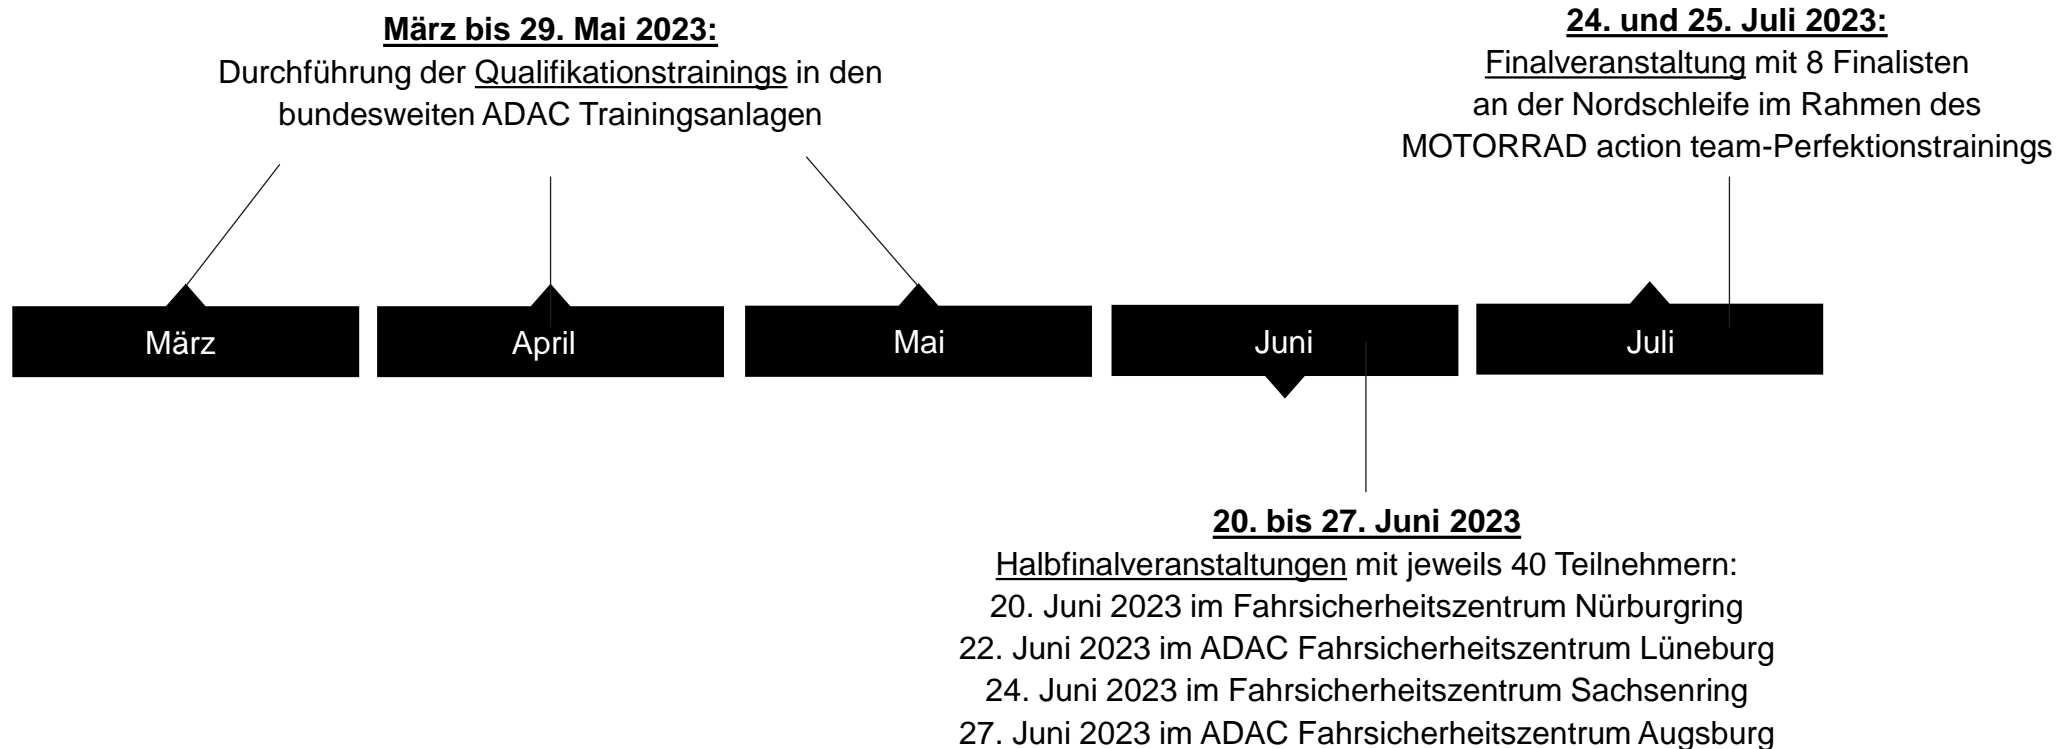 März bis 29. Mai 2023:
Durchführung der Qualifikationstrainings in den
bundesweiten ADAC Trainingsanlagen
24. und 25. Juli 2023:
Finalveranstaltung mit 8 Finalisten
an der Nordschleife im Rahmen des
MOTORRAD action team-Perfektionstrainings
März
April
Mai
Juni
Juli
20. bis 27. Juni 2023
Halbfinalveranstaltungen mit jeweils 40 Teilnehmern:
20. Juni 2023 im Fahrsicherheitszentrum Nürburgring
22. Juni 2023 im ADAC Fahrsicherheitszentrum Lüneburg
24. Juni 2023 im Fahrsicherheitszentrum Sachsenring
27. Juni 2023 im ADAC Fahrsicherheitszentrum Augsburg